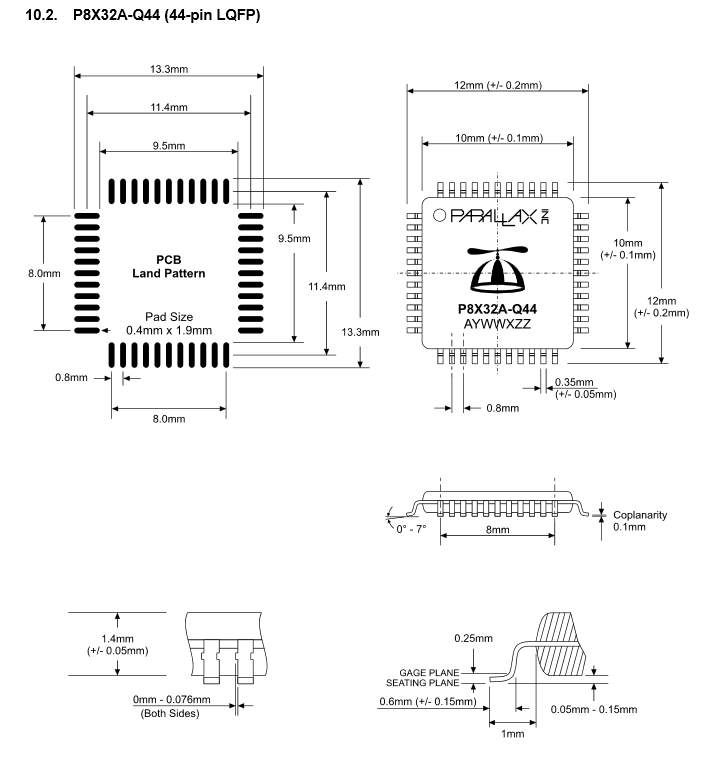 10.2. P8X32A-Q44 (44-pin LQFP)
13.3mm
11.4mm
9.5mm
8.0mm
PCB
Land Pattern
Pad Size
0.4mm x 1.9mm
9.5mm
11.4mm
13.3mm
0.8mm
8.0mm
12mm (+/- 0.2mm)
10mm (+/- 0.1mm)
PARALLAX INC
P8X32A-Q44
AYWWXZZ
10mm
(+/- 0.1mm)
12mm
(+/- 0.2mm)
0.35mm
(+/- 0.05mm)
0.8mm
0° - 7°
8mm
Coplanarity
0.1mm
1.4mm
(+/- 0.05mm)
0mm - 0.076mm
(Both Sides)
0.25mm
GAGE PLANE
SEATING PLANE
0.6mm (+/- 0.15mm)
0.05mm - 0.15mm
1mm